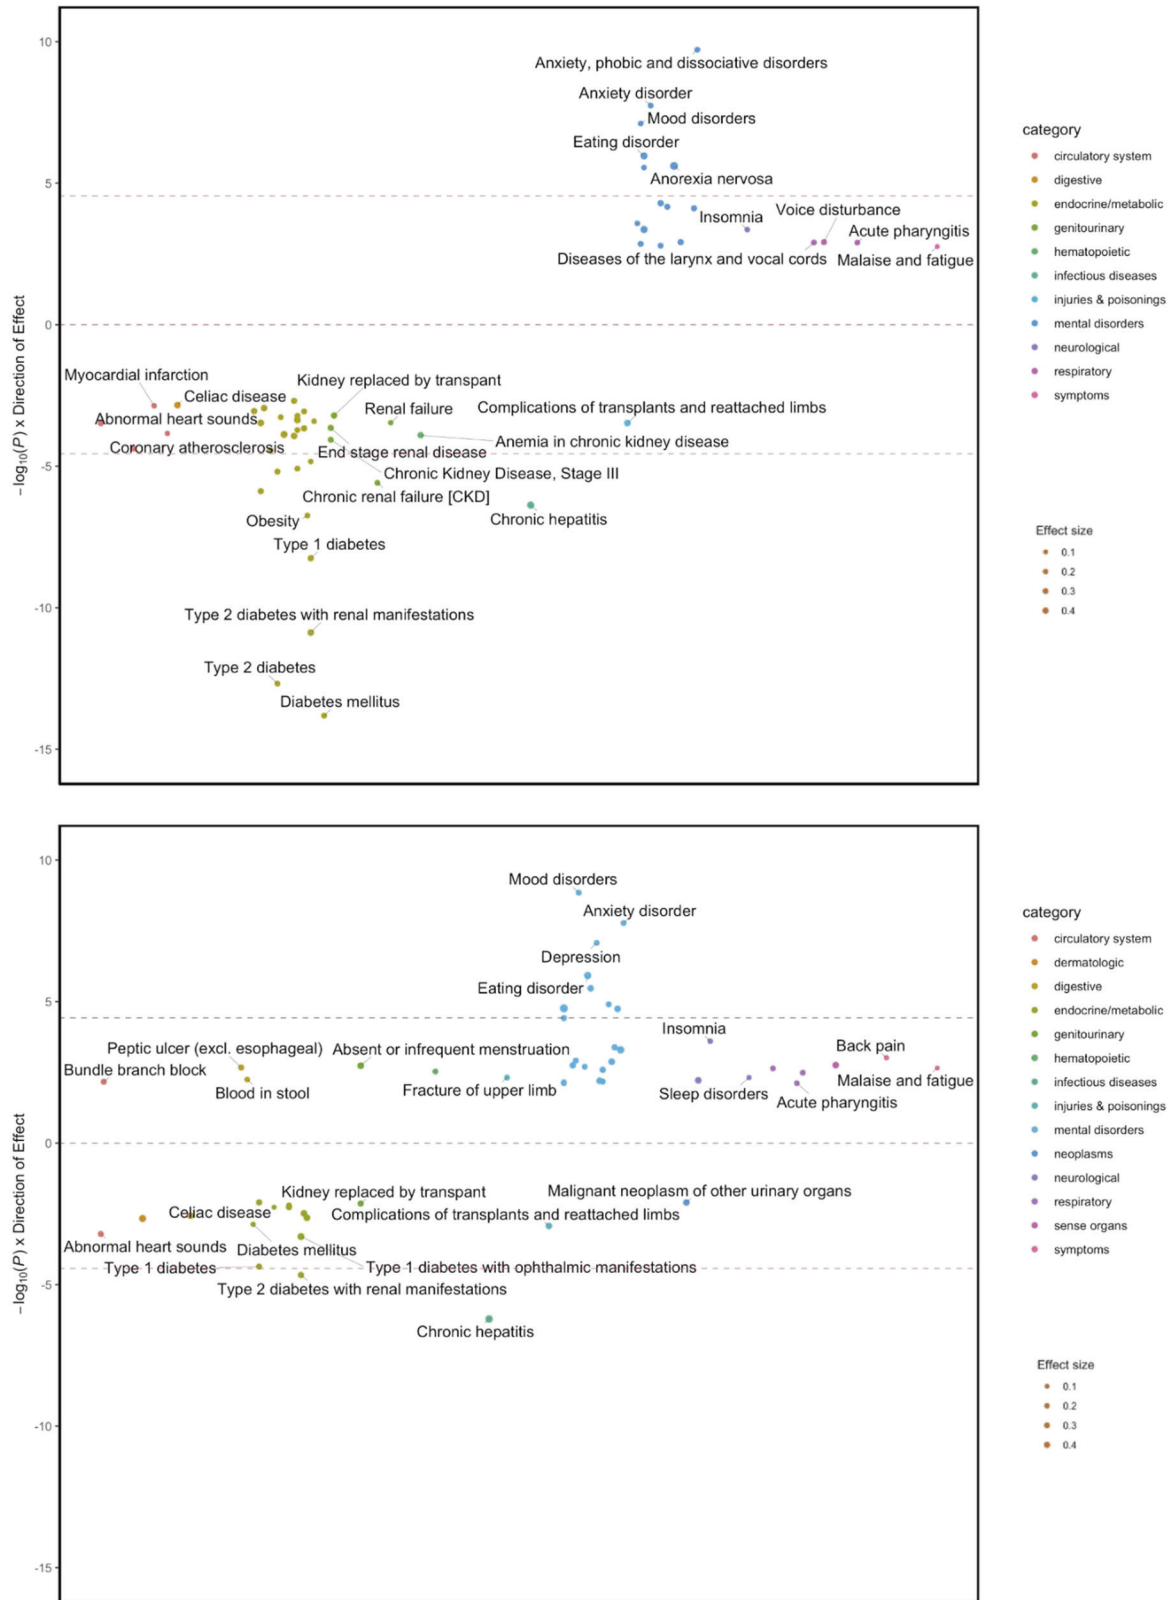 10
Anxiety, phobic and dissociative disorders
Anxiety disorder
Mood disorders
Eating disorder
Anorexia nervosa
5
Insomnia
Voice disturbance
Acute pharyngitis
Diseases of the larynx and vocal cords
Malaise and fatigue
0
−log10(P) x Direction of Effect
Myocardial infarction
Celiac disease
Kidney replaced by transpant
Abnormal heart sounds
Renal failure
Complications of transplants and reattached limbs
Coronary atherosclerosis
End stage renal disease
Anemia in chronic kidney disease
-5
Chronic Kidney Disease, Stage III
Chronic renal failure [CKD]
Obesity
Chronic hepatitis
Type 1 diabetes
-10
Type 2 diabetes with renal manifestations
Type 2 diabetes
Diabetes mellitus
-15
category
circulatory system
digestive
endocrine/metabolic
genitourinary
hematopoietic
infectious diseases
injuries & poisonings
mental disorders
neurological
respiratory
symptoms
Effect size
0.1
0.2
0.3
0.4
10
Mood disorders
Anxiety disorder
Depression
Eating disorder
5
Insomnia
Peptic ulcer (excl. esophageal)
Absent or infrequent menstruation
Back pain
Bundle branch block
Blood in stool
Fracture of upper limb
Sleep disorders
Malaise and fatigue
Acute pharyngitis
0
−log10(P) x Direction of Effect
Kidney replaced by transpant
Malignant neoplasm of other urinary organs
Celiac disease
Complications of transplants and reattached limbs
Abnormal heart sounds
Diabetes mellitus
Type 1 diabetes
Type 1 diabetes with ophthalmic manifestations
-5
Type 2 diabetes with renal manifestations
Chronic hepatitis
-10
-15
category
circulatory system
dermatologic
digestive
endocrine/metabolic
genitourinary
hematopoietic
infectious diseases
injuries & poisonings
mental disorders
neoplasms
neurological
respiratory
sense organs
symptoms
Effect size
0.1
0.2
0.3
0.4